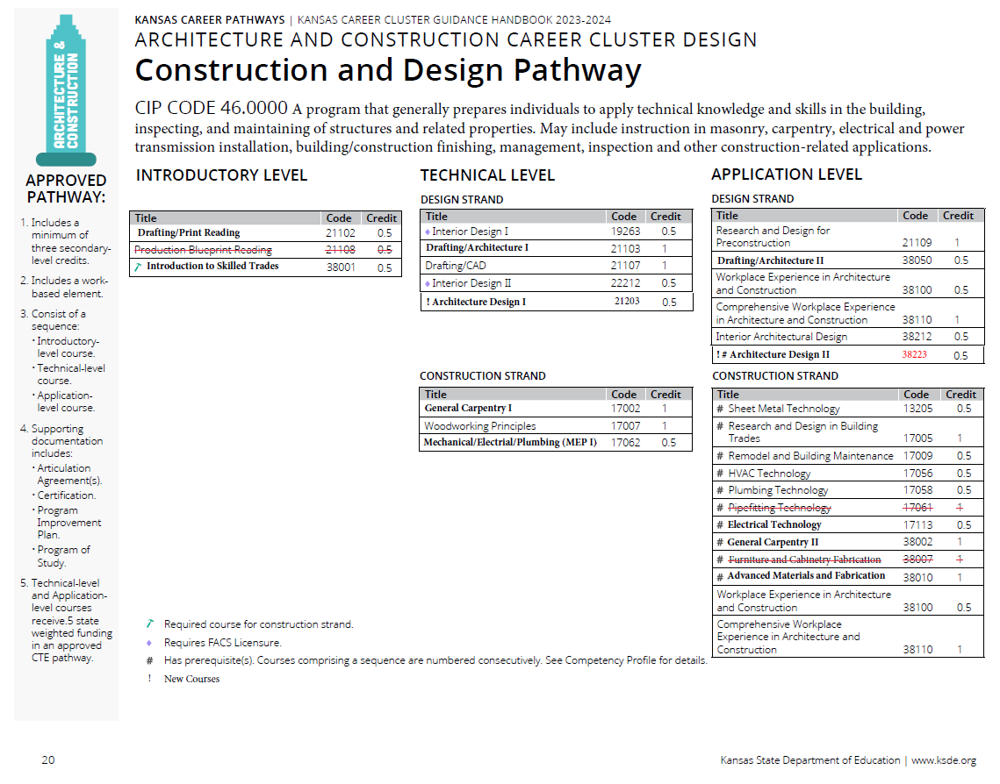 KANSAS CAREER PATHWAYS | KANSAS CAREER CLUSTER GUIDANCE HANDBOOK 2023-2024
ARCHITECTURE AND CONSTRUCTION CAREER CLUSTER DESIGN
Construction and Design Pathway
CIP CODE 46.0000 A program that generally prepares individuals to apply technical knowledge and skills in the building,
inspecting, and maintaining of structures and related properties. May include instruction in masonry, carpentry, electrical and power
transmission installation, building/construction finishing, management, inspection and other construction-related applications.
ARCHITECTURE &
CONSTRUCTION
APPROVED
PATHWAY:
1. Includes a
minimum of
three secondary-
level credits.
2. Includes a work-
based element.
3. Consist of a
sequence:
· Introductory-
level course.
· Technical-level
course.
· Application-
level course.
4. Supporting
documentation
includes:
· Articulation
Agreement(s).
· Certification.
· Program
Improvement
Plan.
· Program of
Study.
5. Technical-level
and Application-
level courses
receive.5 state
weighted funding
in an approved
CTE pathway.
INTRODUCTORY LEVEL
Title Code Credit
Drafting/Print Reading 21102 0.5
Production Blueprint Reading 21108 0.5
Introduction to Skilled Trades 38001 0.5
TECHNICAL LEVEL
DESIGN STRAND
Title Code Credit
♦ Interior Design I 19263 0.5
Drafting/Architecture I 21103 1
Drafting/CAD 21107 1
♦ Interior Design II 22212 0.5
! Architecture Design I 21203 0.5
CONSTRUCTION STRAND
Title Code Credit
General Carpentry I 17002 1
Woodworking Principles 17007 1
Mechanical/Electrial/Plumbing (MEP I) 17062 0.5
APPLICATION LEVEL
DESIGN STRAND
Title Code Credit
Research and Design for
Preconstruction 21109 1
Drafting/Architecture II 38050 0.5
Workplace Experience in Architecture
and Construction 38100 0.5
Comprehensive Workplace Experience
in Architecture and Construction 38110 1
Interior Architectural Design 38212 0.5
! # Architecture Design II 38223 0.5
CONSTRUCTION STRAND
Title Code Credit
# Sheet Metal Technology 13205 0.5
# Research and Design in Building
Trades 17005 1
# Remodel and Building Maintenance 17009 0.5
# HVAC Technology 17056 0.5
# Plumbing Technology 17058 0.5
# Pipefitting Technology 17061 1
# Electrical Technology 17113 0.5
# General Carpentry II 38002 1
# Furniture and Cabinetry Fabrication 38007 1
# Advanced Materials and Fabrication 38010 1
Workplace Experience in Architecture
and Construction 38100 0.5
Comprehensive Workplace
Experience in Architecture and
Construction 38110 1
Required course for construction strand.
♦ Requires FACS Licensure.
# Has prerequisite(s). Courses comprising a sequence are numbered consecutively. See Competency Profile for details.
! New Courses
20
Kansas State Department of Education | www.ksde.org